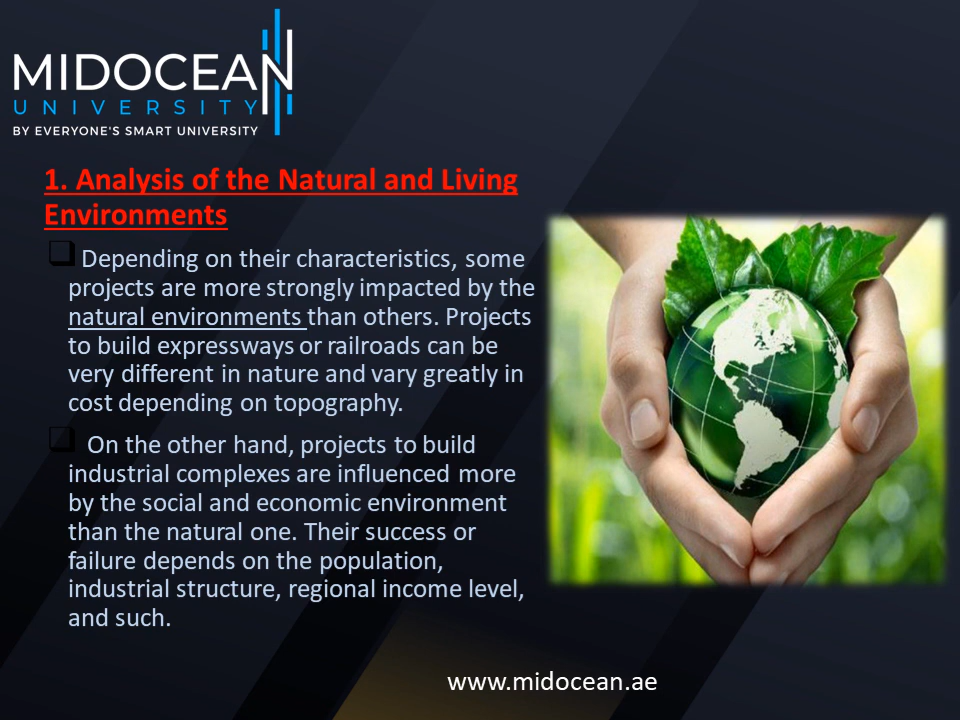 MIDOCEAN
UNIVERSITY
BY EVERYONE'S SMART UNIVERSITY
1. Analysis of the Natural and Living
Environments
Depending on their characteristics, some
projects are more strongly impacted by the
natural environments than others. Projects
to build expressways or railroads can be
very different in nature and vary greatly in
cost depending on topography.
On the other hand, projects to build
industrial complexes are influenced more
by the social and economic environment
than the natural one. Their success or
failure depends on the population,
industrial structure, regional income level,
and such.
www.midocean.ae